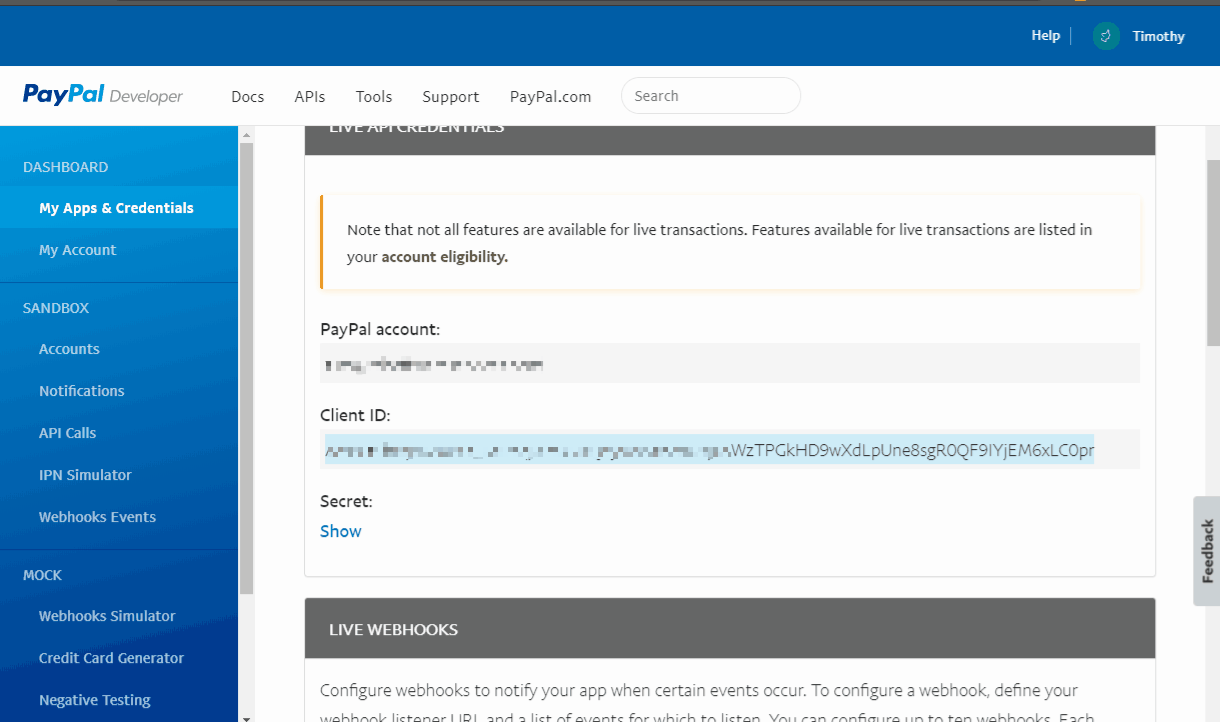 Help
Timothy
PayPal Developer
Docs
APIs
Tools
Support
PayPal.com
Search
DASHBOARD
My Apps & Credentials
My Account
SANDBOX
Accounts
Notifications
API Calls
IPN Simulator
Webhooks Events
MOCK
Webhooks Simulator
Credit Card Generator
Negative Testing
LIVE API CREDENTIALS
Note that not all features are available for live transactions. Features available for live transactions are listed in
your account eligibility.
PayPal account:
Client ID:
WzTPGkHD9wXdLpUne8sgR0QF9IYjEM6xLC0pr
Secret:
Show
LIVE WEBHOOKS
Configure webhooks to notify your app when certain events occur. To configure a webhook, define your
webhook listener URL and a list of events for which to listen. You can configure up to ten webhooks. Each
Feedback